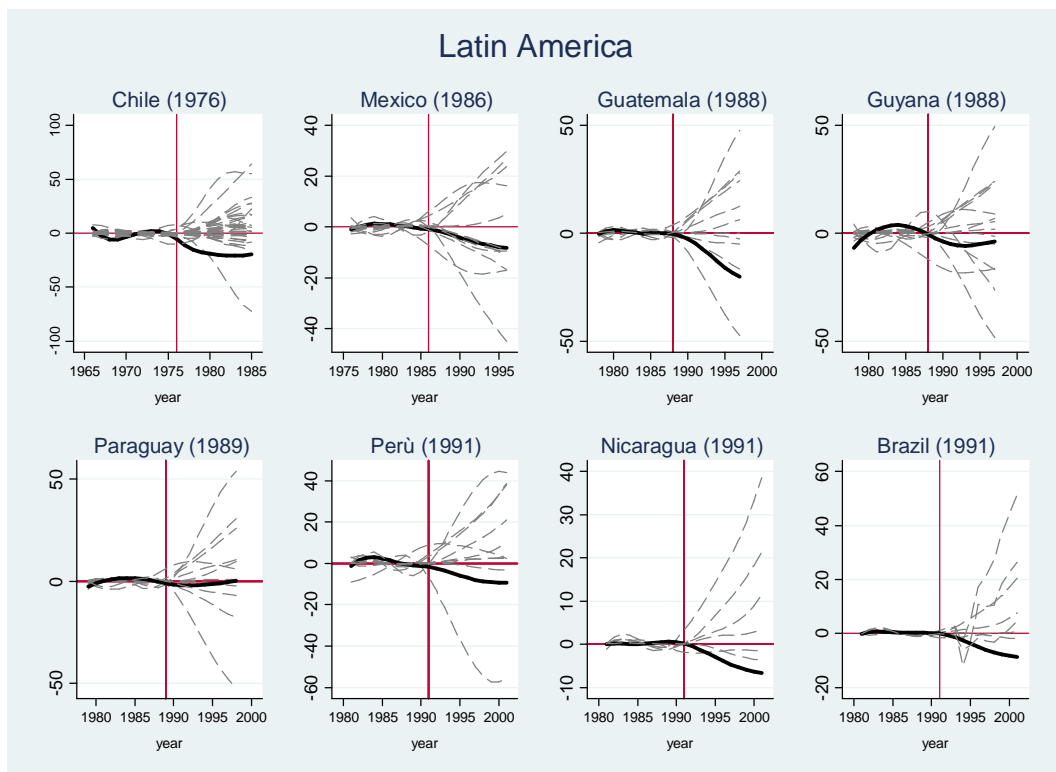 Latin America
Chile (1976)
100
50
0
-50
-100
1965 1970 1975 1980 1985
year
Mexico (1986)
40
20
0
-20
-40
1975 1980 1985 1990 1995
year
Guatemala (1988)
50
0
-50
1980 1985 1990 1995 2000
year
Guyana (1988)
50
0
-50
1980 1985 1990 1995 2000
year
Paraguay (1989)
50
0
-50
1980 1985 1990 1995 2000
year
Perù (1991)
40
20
0
-20
-40
-60
1980 1985 1990 1995 2000
year
Nicaragua (1991)
40
30
20
10
0
-10
1980 1985 1990 1995 2000
year
Brazil (1991)
60
40
20
0
-20
1980 1985 1990 1995 2000
year